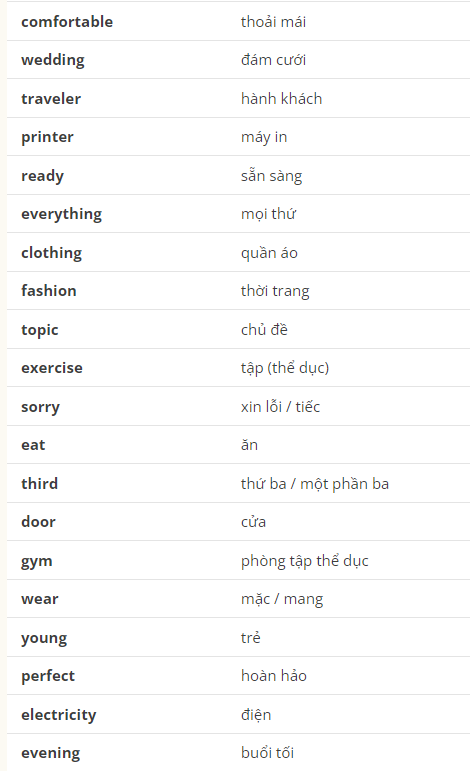 comfortable thoải mái
wedding đám cưới
traveler hành khách
printer máy in
ready sẵn sàng
everything mọi thứ
clothing quần áo
fashion thời trang
topic chủ đề
exercise tập (thể dục)
sorry xin lỗi / tiếc
eat ăn
third thứ ba / một phần ba
door cửa
gym phòng tập thể dục
wear mặc / mang
young trẻ
perfect hoàn hảo
electricity điện
evening buổi tối